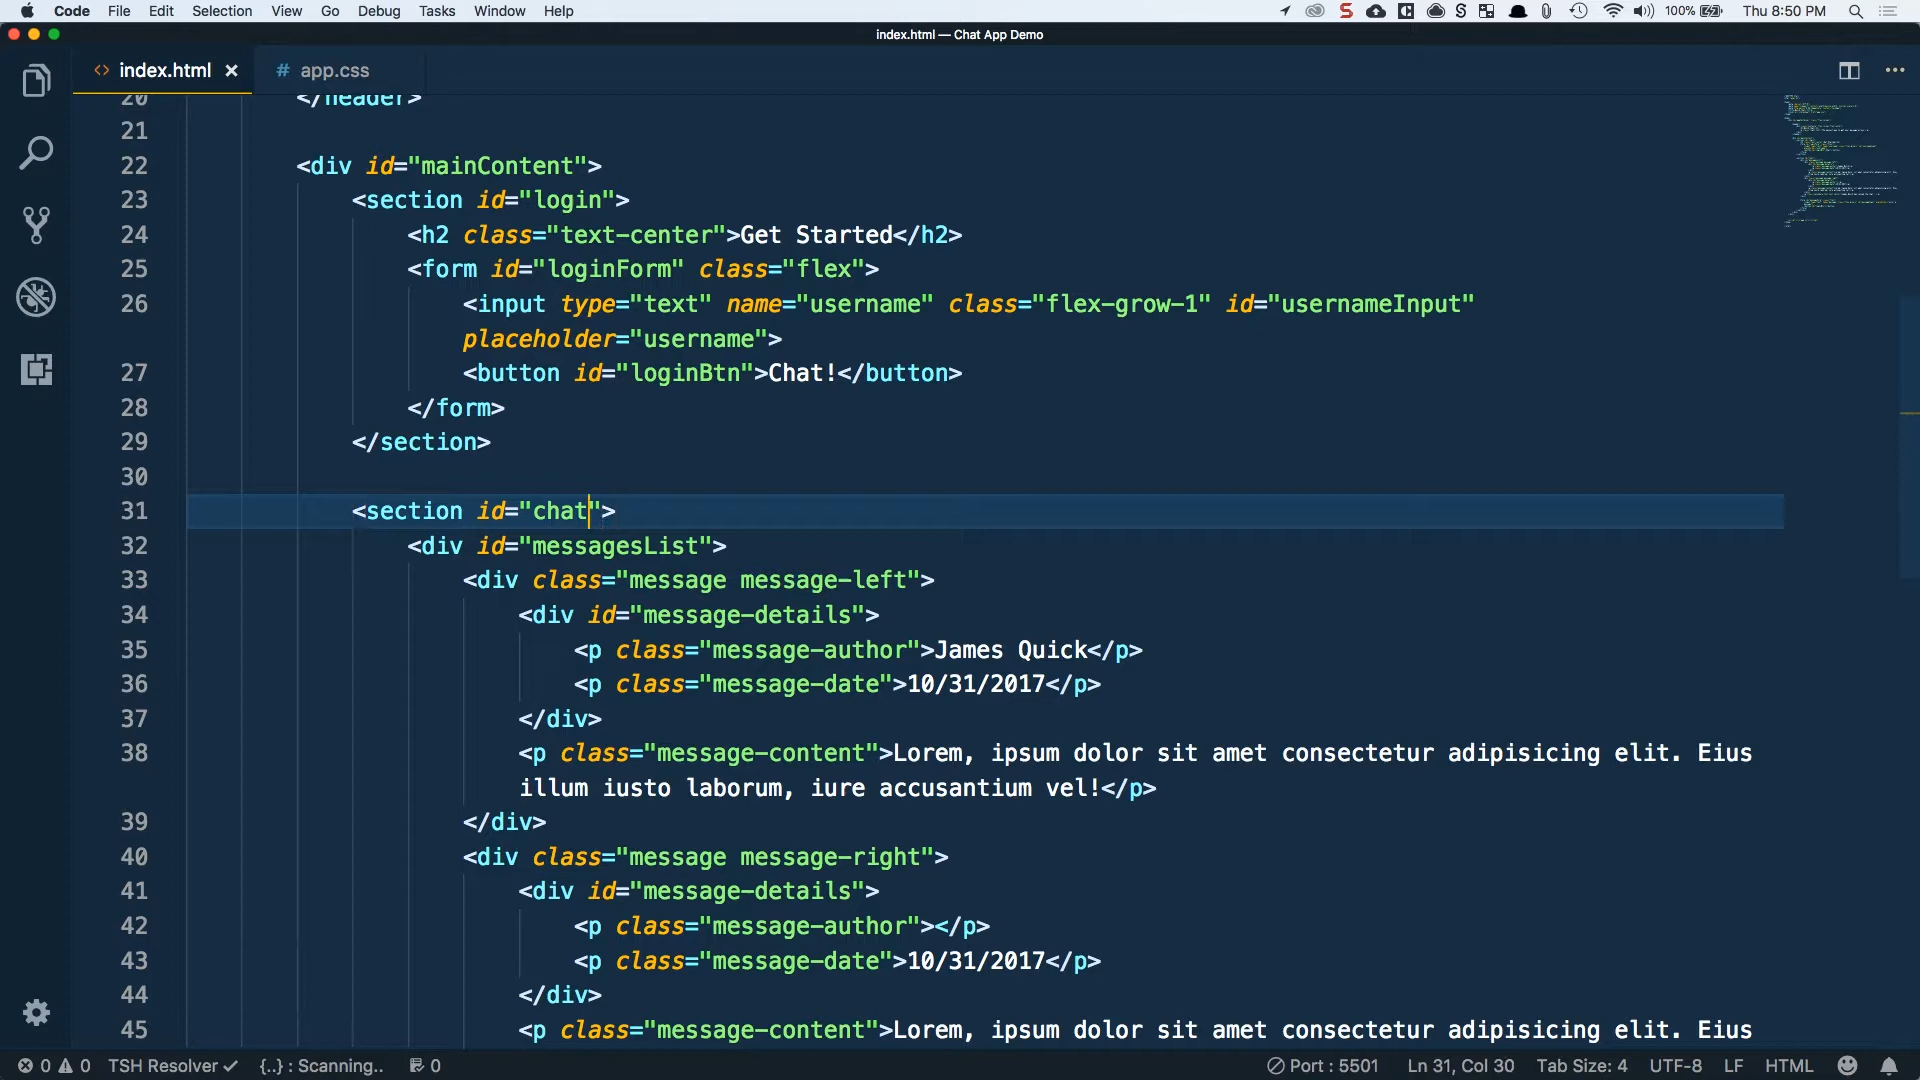 Code File Edit Selection View Go Debug Tasks Window Help 100% Thu 8:50 PM
index.html — Chat App Demo
<> index.html × # app.css
20 </header>
21
22 <div id="mainContent">
23 <section id="login">
24 <h2 class="text-center">Get Started</h2>
25 <form id="loginForm" class="flex">
26 <input type="text" name="username" class="flex-grow-1" id="usernameInput"
placeholder="username">
27 <button id="loginBtn">Chat!</button>
28 </form>
29 </section>
30
31 <section id="chat">
32 <div id="messagesList">
33 <div class="message message-left">
34 <div id="message-details">
35 <p class="message-author">James Quick</p>
36 <p class="message-date">10/31/2017</p>
37 </div>
38 <p class="message-content">Lorem, ipsum dolor sit amet consectetur adipisicing elit. Eius
illum iusto laborum, iure accusantium vel!</p>
39 </div>
40 <div class="message message-right">
41 <div id="message-details">
42 <p class="message-author"></p>
43 <p class="message-date">10/31/2017</p>
44 </div>
45 <p class="message-content">Lorem, ipsum dolor sit amet consectetur adipisicing elit. Eius
0 0 TSH Resolver ✓ {..} : Scanning.. 0 Port : 5501 Ln 31, Col 30 Tab Size: 4 UTF-8 LF HTML